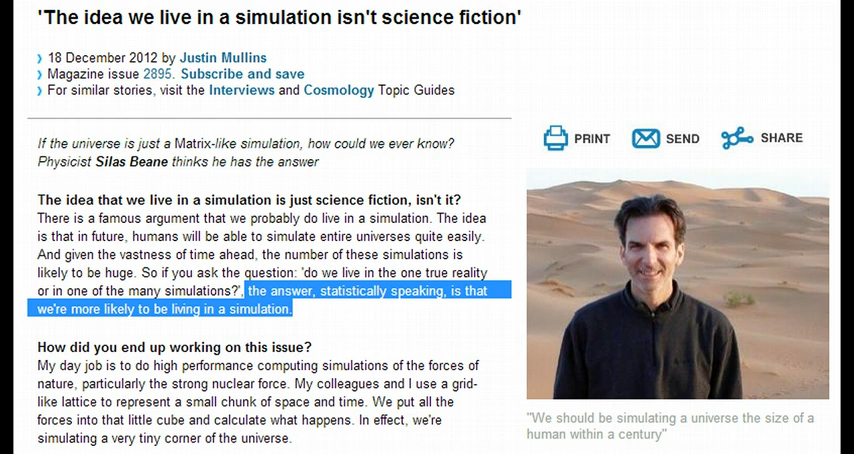 'The idea we live in a simulation isn't science fiction'
18 December 2012 by Justin Mullins
Magazine issue 2895. Subscribe and save
For similar stories, visit the Interviews and Cosmology Topic Guides
If the universe is just a Matrix-like simulation, how could we ever know?
Physicist Silas Beane thinks he has the answer
PRINT
SEND
SHARE
The idea that we live in a simulation is just science fiction, isn't it?
There is a famous argument that we probably do live in a simulation. The idea
is that in future, humans will be able to simulate entire universes quite easily.
And given the vastness of time ahead, the number of these simulations is
likely to be huge. So if you ask the question: 'do we live in the one true reality
or in one of the many simulations?', the answer, statistically speaking, is that
we're more likely to be living in a simulation.
How did you end up working on this issue?
My day job is to do high performance computing simulations of the forces of
nature, particularly the strong nuclear force. My colleagues and I use a grid-
like lattice to represent a small chunk of space and time. We put all the
forces into that little cube and calculate what happens. In effect, we're
simulating a very tiny corner of the universe.
"We should be simulating a universe the size of a
human within a century"